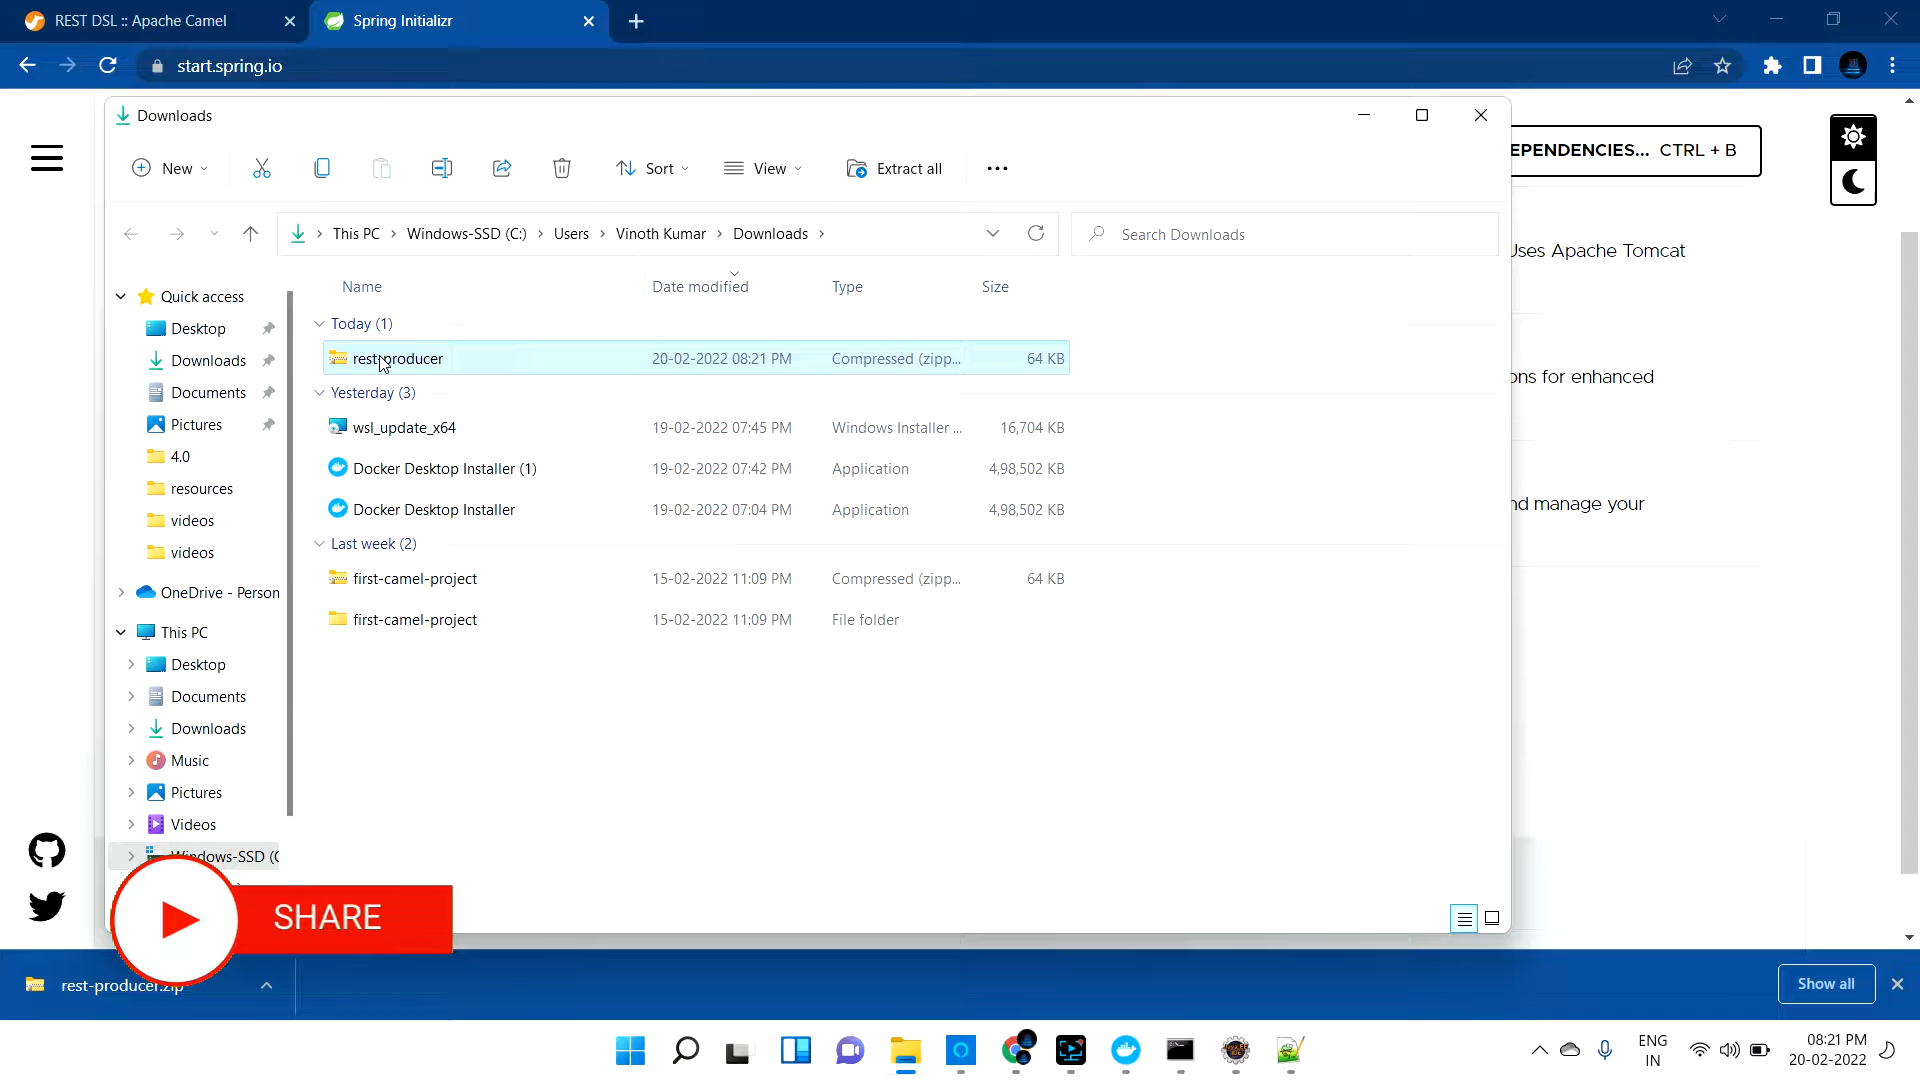 REST DSL :: Apache Camel
Spring Initializr
start.spring.io
Downloads
New
Sort
View
Extract all
This PC
Windows-SSD (C:)
Users
Vinoth Kumar
Downloads
Search Downloads
EPENDENCIES... CTRL + B
Uses Apache Tomcat
ons for enhanced
nd manage your
Quick access
Desktop
Downloads
Documents
Pictures
4.0
resources
videos
videos
OneDrive - Person
This PC
Desktop
Documents
Downloads
Music
Pictures
Videos
Windows-SSD (C
Name Date modified Type Size
Today (1)
rest-producer 20-02-2022 08:21 PM Compressed (zipp... 64 KB
Yesterday (3)
wsl_update_x64 19-02-2022 07:45 PM Windows Installer ... 16,704 KB
Docker Desktop Installer (1) 19-02-2022 07:42 PM Application 4,98,502 KB
Docker Desktop Installer 19-02-2022 07:04 PM Application 4,98,502 KB
Last week (2)
first-camel-project 15-02-2022 11:09 PM Compressed (zipp... 64 KB
first-camel-project 15-02-2022 11:09 PM File folder
SHARE
rest-producer.zip
Show all
ENG
IN
08:21 PM
20-02-2022